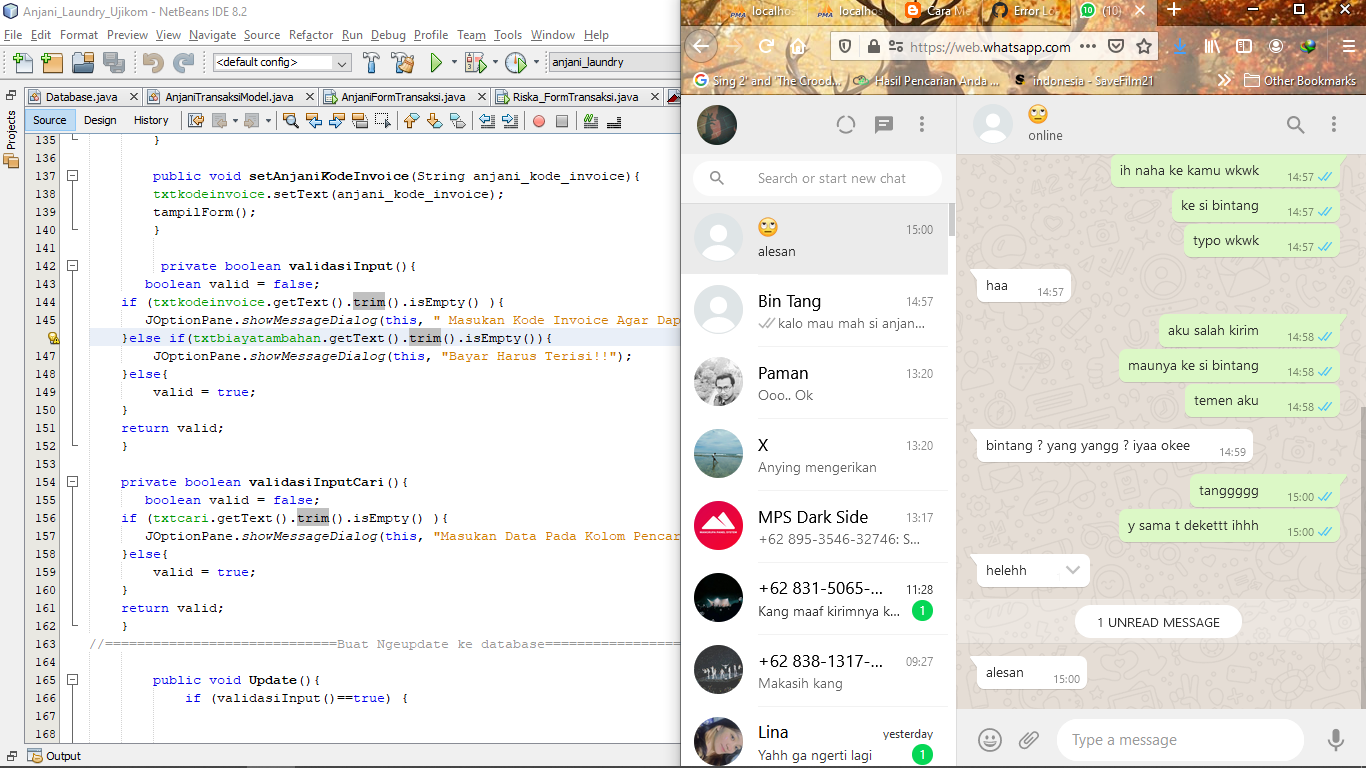 Anjani_Laundry_Ujikom - NetBeans IDE 8.2
File Edit Format Preview View Navigate Source Refactor Run Debug Profile Team Tools Window Help
<default config>
anjani_laundry
Database.java
AnjaniTransaksiModel.java
AnjaniFormTransaksi.java
Riska_FormTransaksi.java
Source Design History
Projects
135 }
136
137 public void setAnjaniKodeInvoice(String anjani_kode_invoice){
138 txtkodeinvoice.setText(anjani_kode_invoice);
139 tampilForm();
140 }
141
142 private boolean validasiInput(){
143 boolean valid = false;
144 if (txtkodeinvoice.getText().trim().isEmpty() ){
145 JOptionPane.showMessageDialog(this, " Masukan Kode Invoice Agar Dap
}else if(txtbiayatambahan.getText().trim().isEmpty()){
147 JOptionPane.showMessageDialog(this, "Bayar Harus Terisi!!");
148 }else{
149 valid = true;
150 }
151 return valid;
152 }
153
154 private boolean validasiInputCari(){
155 boolean valid = false;
156 if (txtcari.getText().trim().isEmpty() ){
157 JOptionPane.showMessageDialog(this, "Masukan Data Pada Kolom Pencar
158 }else{
159 valid = true;
160 }
161 return valid;
162 }
163 //=============================Buat Ngeupdate ke database=================
164
165 public void Update(){
166 if (validasiInput()==true) {
167
168
Output
PMA localho
PMA localho
Cara Me
Error Lo
(10)
https://web.whatsapp.com
Sing 2' and 'The Crood...
Hasil Pencarian Anda ...
indonesia - SaveFilm21
Other Bookmarks
Search or start new chat
🙄 15:00
alesan
Bin Tang 14:57
kalo mau mah si anjan...
Paman 13:20
Ooo.. Ok
X 13:20
Anying mengerikan
MPS Dark Side 13:17
+62 895-3546-32746: S...
+62 831-5065-... 11:28
Kang maaf kirimnya k... 1
+62 838-1317-... 09:27
Makasih kang
Lina yesterday
Yahh ga ngerti lagi 1
🙄
online
ih naha ke kamu wkwk 14:57
ke si bintang 14:57
typo wkwk 14:57
haa 14:57
aku salah kirim 14:58
maunya ke si bintang 14:58
temen aku 14:58
bintang ? yang yangg ? iyaa okee 14:59
tanggggg 15:00
y sama t dekettt ihhh 15:00
helehh
1 UNREAD MESSAGE
alesan 15:00
Type a message